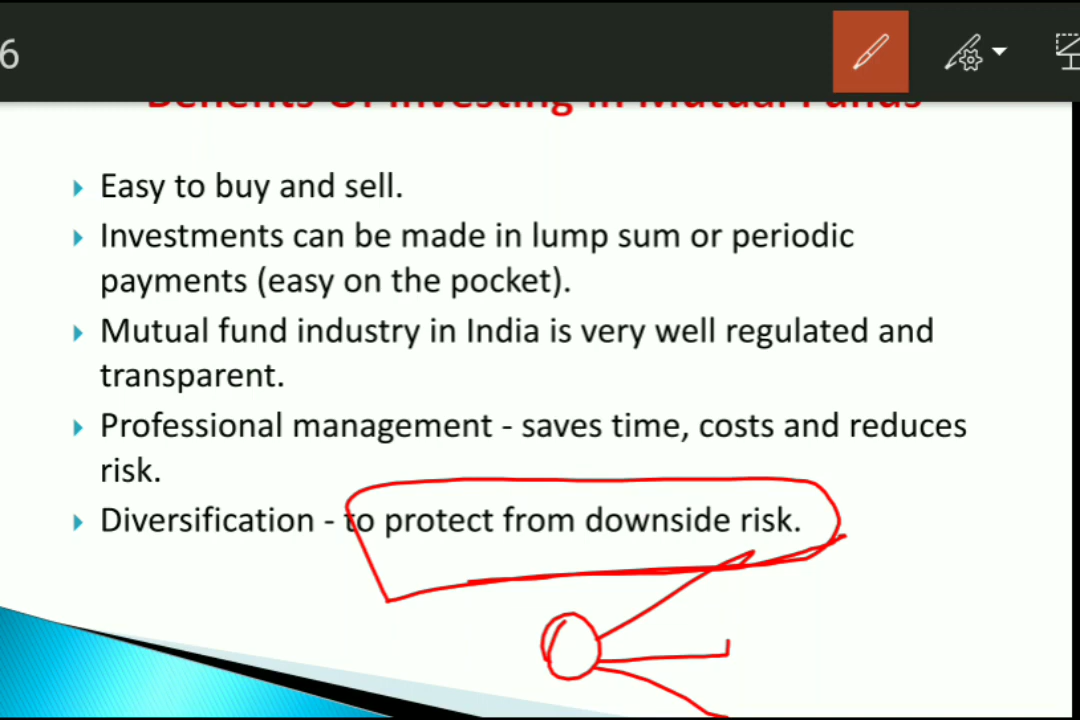 6
Benefits Of Investing In Mutual Funds
Easy to buy and sell.
Investments can be made in lump sum or periodic
payments (easy on the pocket).
Mutual fund industry in India is very well regulated and
transparent.
Professional management - saves time, costs and reduces
risk.
Diversification - to protect from downside risk.